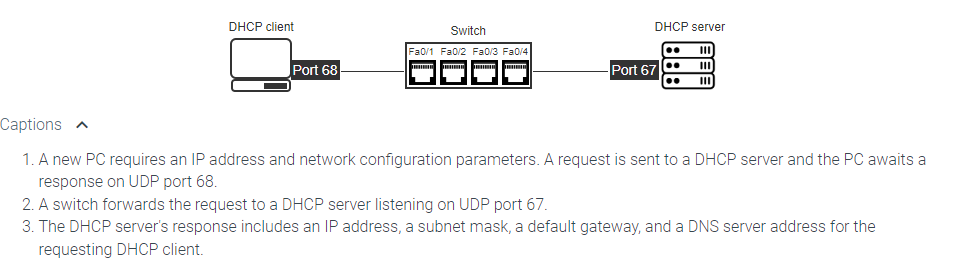 DHCP client
Switch
DHCP server
Fa0/1 Fa0/2 Fa0/3 Fa0/4
Port 68
Port 67
Captions
1. A new PC requires an IP address and network configuration parameters. A request is sent to a DHCP server and the PC awaits a
response on UDP port 68.
2. A switch forwards the request to a DHCP server listening on UDP port 67.
3. The DHCP server's response includes an IP address, a subnet mask, a default gateway, and a DNS server address for the
requesting DHCP client.